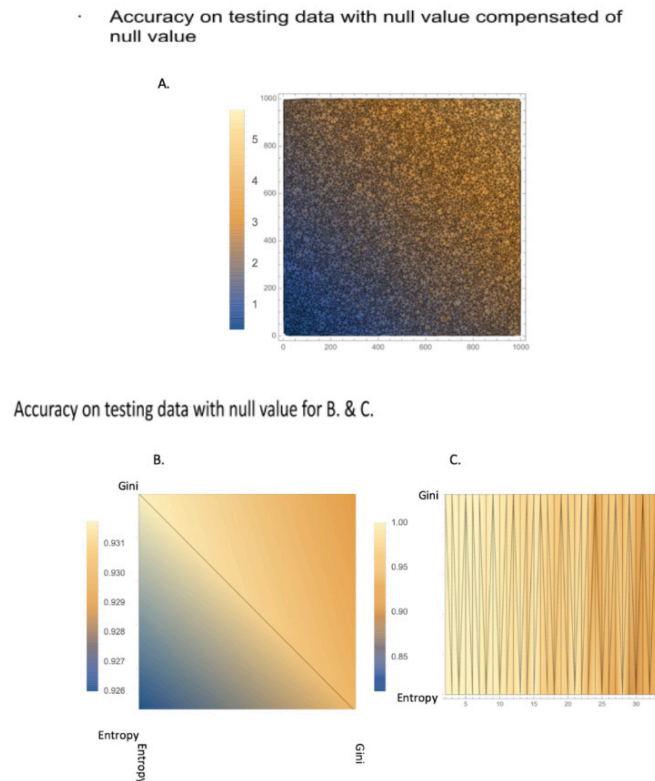 · Accuracy on testing data with null value compensated of
null value
A.
1000
800
600
400
200
0
5
4
3
2
1
0 200 400 600 800 1000
Accuracy on testing data with null value for B. & C.
B.
C.
Gini
0.931
0.930
0.929
0.928
0.927
0.926
Entropy
Entropy
Gini
Gini
1.00
0.95
0.90
0.85
Entropy
5 10 15 20 25 30